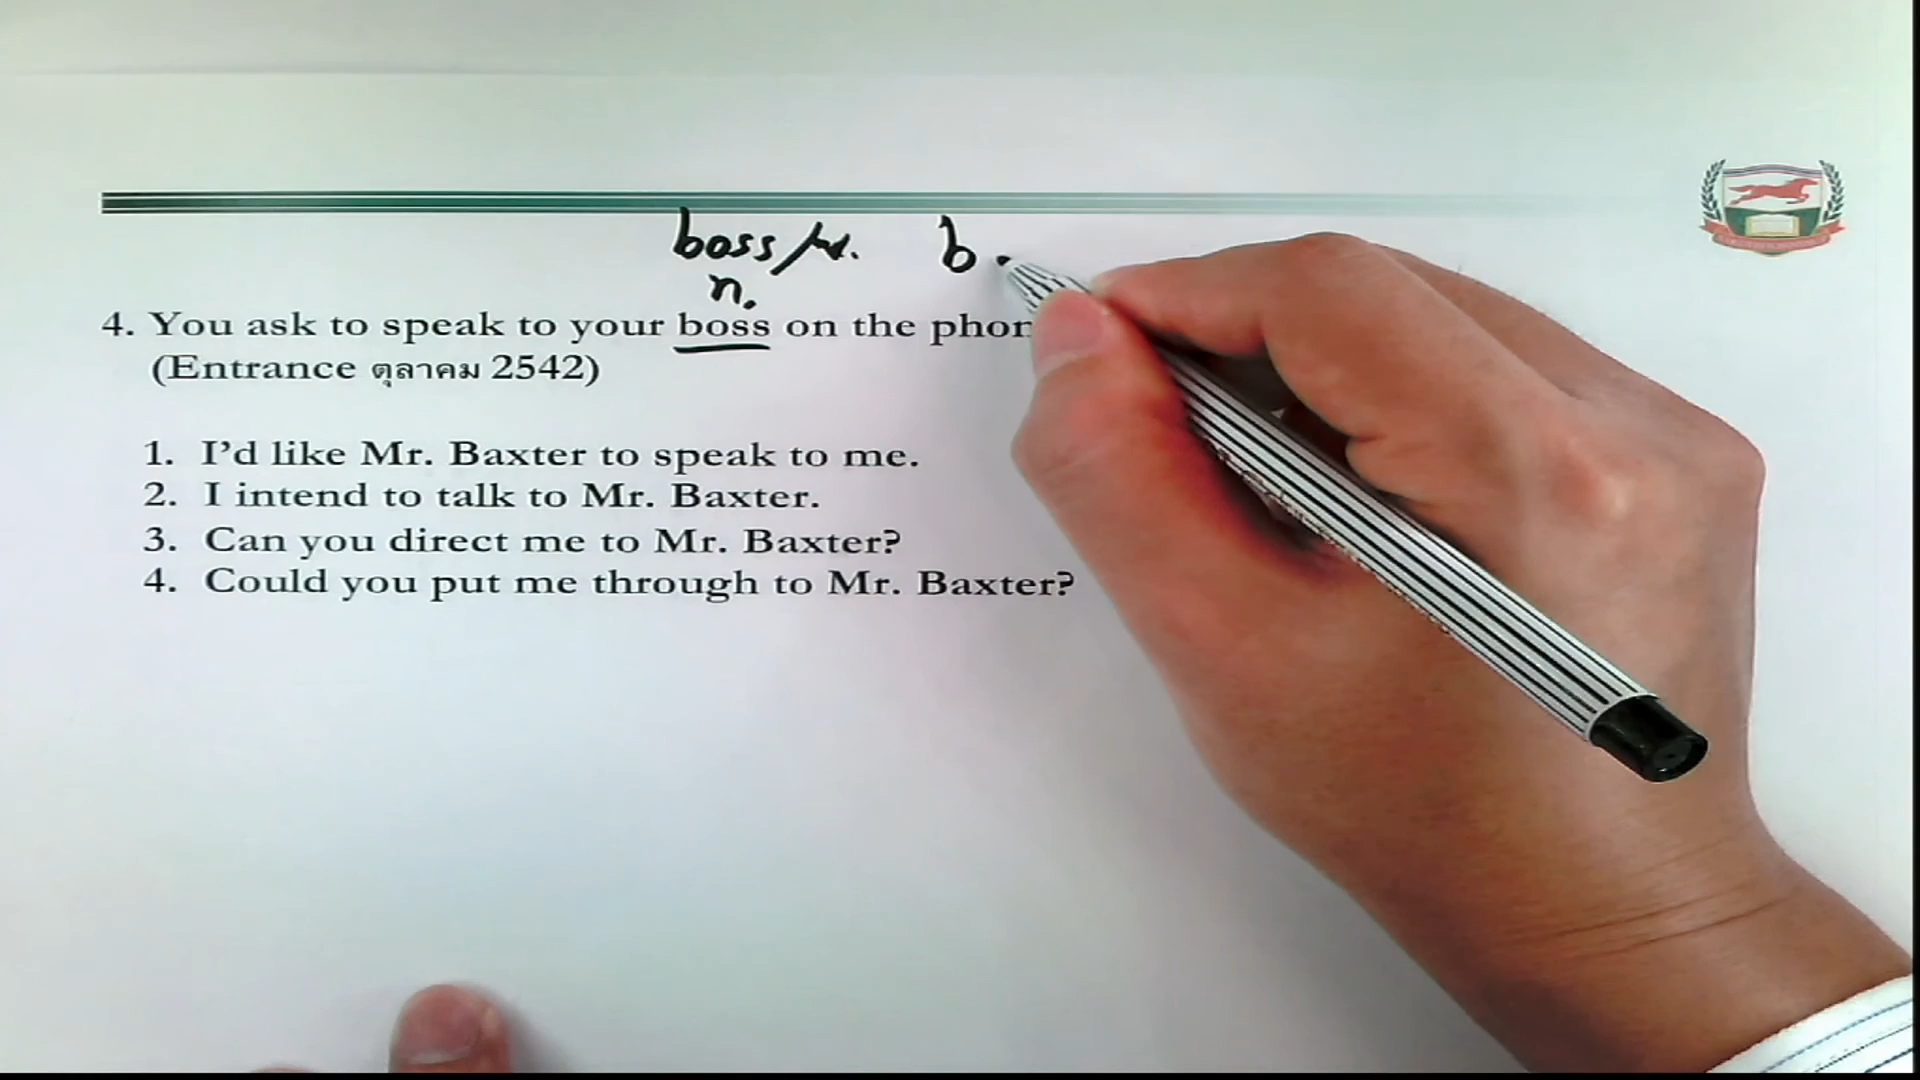 boss
b
n.
4. You ask to speak to your boss on the phon
(Entrance ตุลาคม 2542)
1. I’d like Mr. Baxter to speak to me.
2. I intend to talk to Mr. Baxter.
3. Can you direct me to Mr. Baxter?
4. Could you put me through to Mr. Baxter?